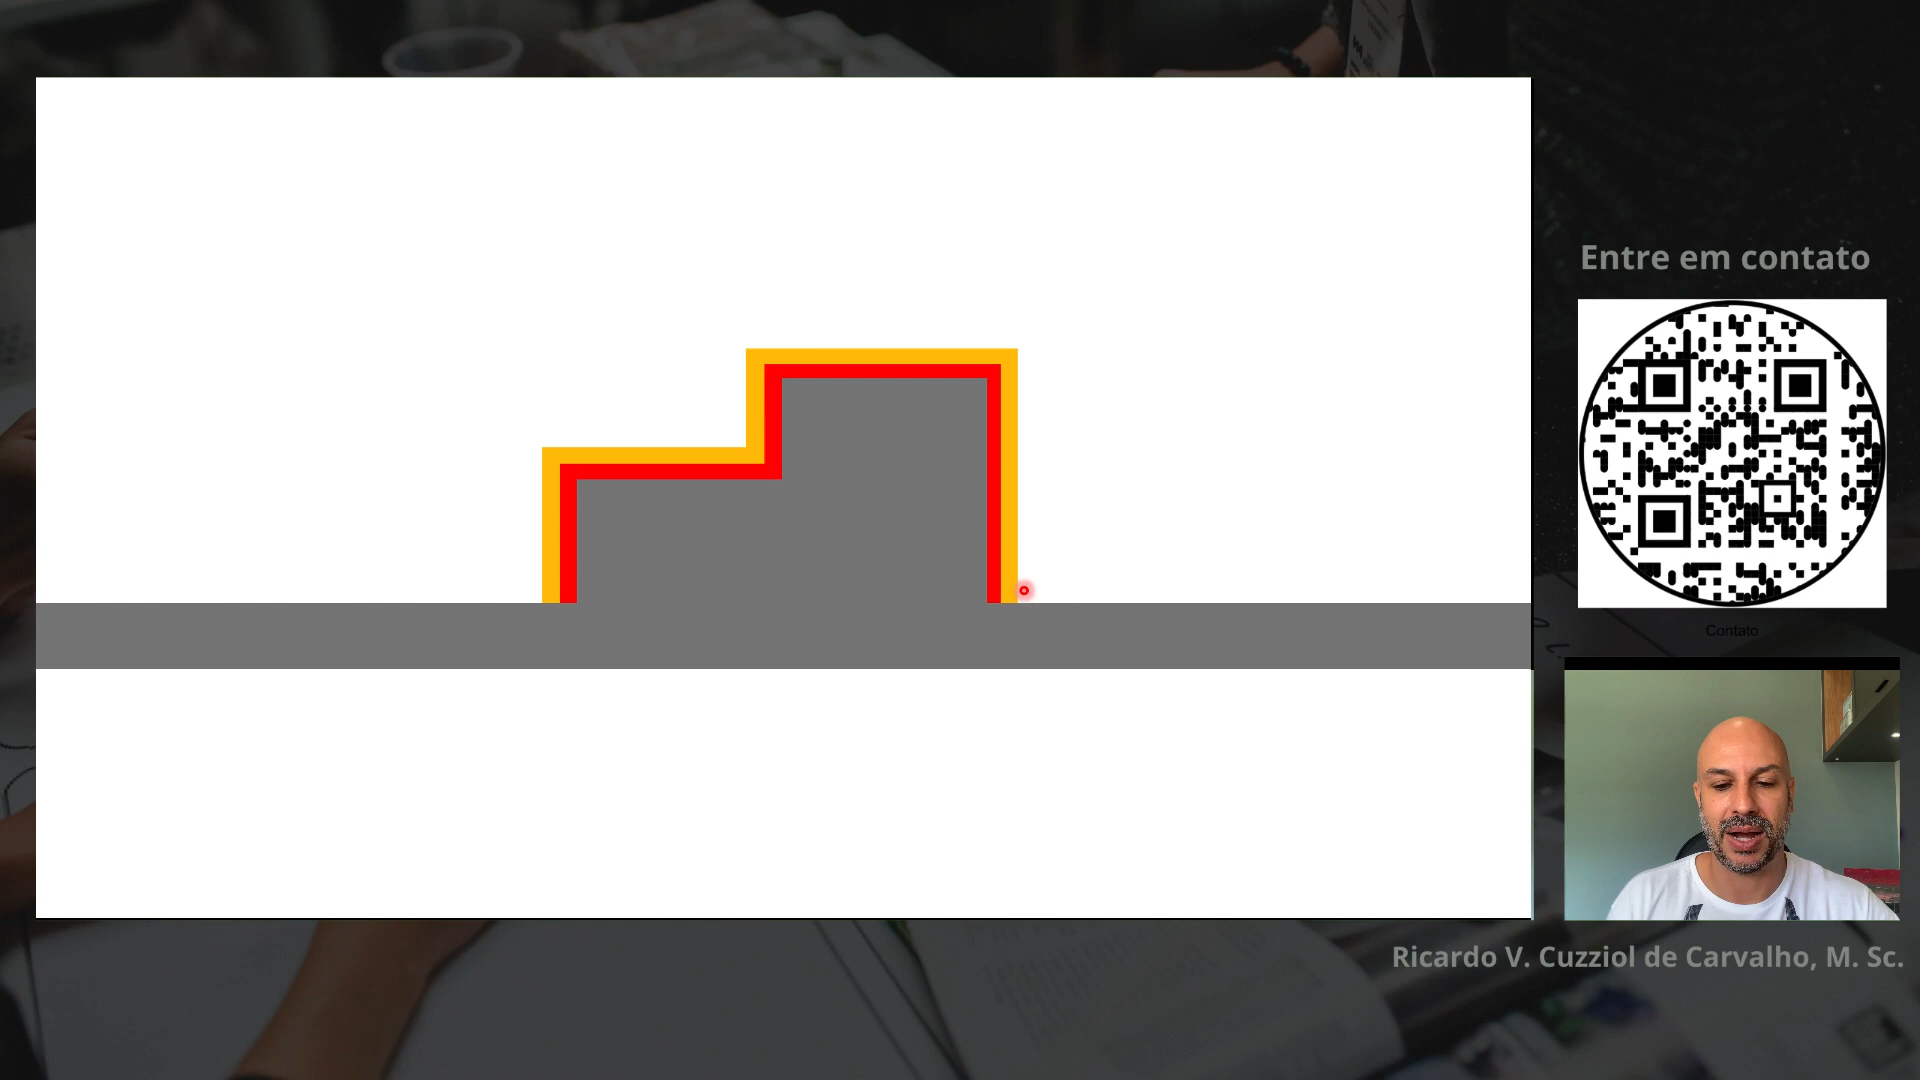 Entre em contato
Contato
Ricardo V. Cuzziol de Carvalho, M. Sc.